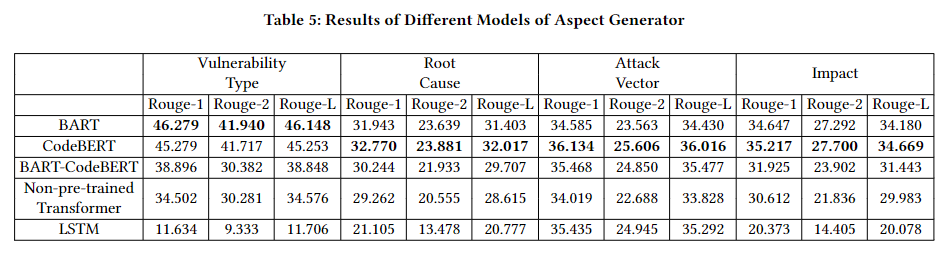 Table 5: Results of Different Models of Aspect Generator
Vulnerability Type Root Cause Attack Vector Impact
Rouge-1 Rouge-2 Rouge-L Rouge-1 Rouge-2 Rouge-L Rouge-1 Rouge-2 Rouge-L Rouge-1 Rouge-2 Rouge-L
BART 46.279 41.940 46.148 31.943 23.639 31.403 34.585 23.563 34.430 34.647 27.292 34.180
CodeBERT 45.279 41.717 45.253 32.770 23.881 32.017 36.134 25.606 36.016 35.217 27.700 34.669
BART-CodeBERT 38.896 30.382 38.848 30.244 21.933 29.707 35.468 24.850 35.477 31.925 23.902 31.443
Non-pre-trained Transformer 34.502 30.281 34.576 29.262 20.555 28.615 34.019 22.688 33.828 30.612 21.836 29.983
LSTM 11.634 9.333 11.706 21.105 13.478 20.777 35.435 24.945 35.292 20.373 14.405 20.078